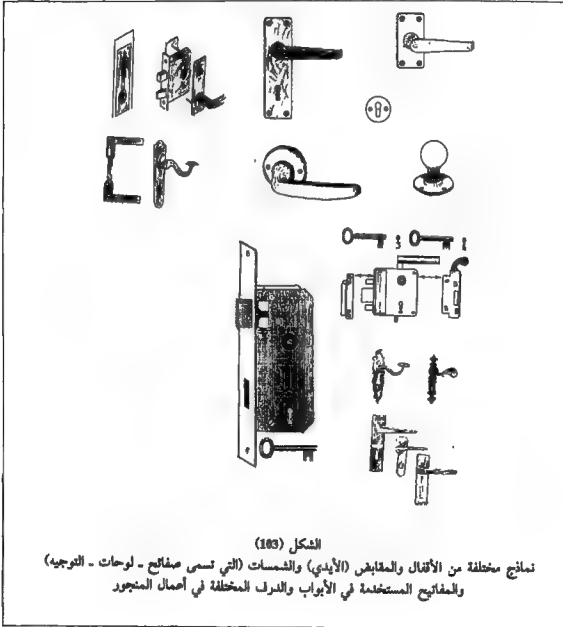 الشكل (103)
نماذج مختلفة من الأقفال والمقابض (الأيدي) والشمسات (التي تسمى صفائح ـ لوحات ـ التوجيه)
والمفاتيح المستخدمة في الأبواب والدرف المختلفة في أعمال المنجور